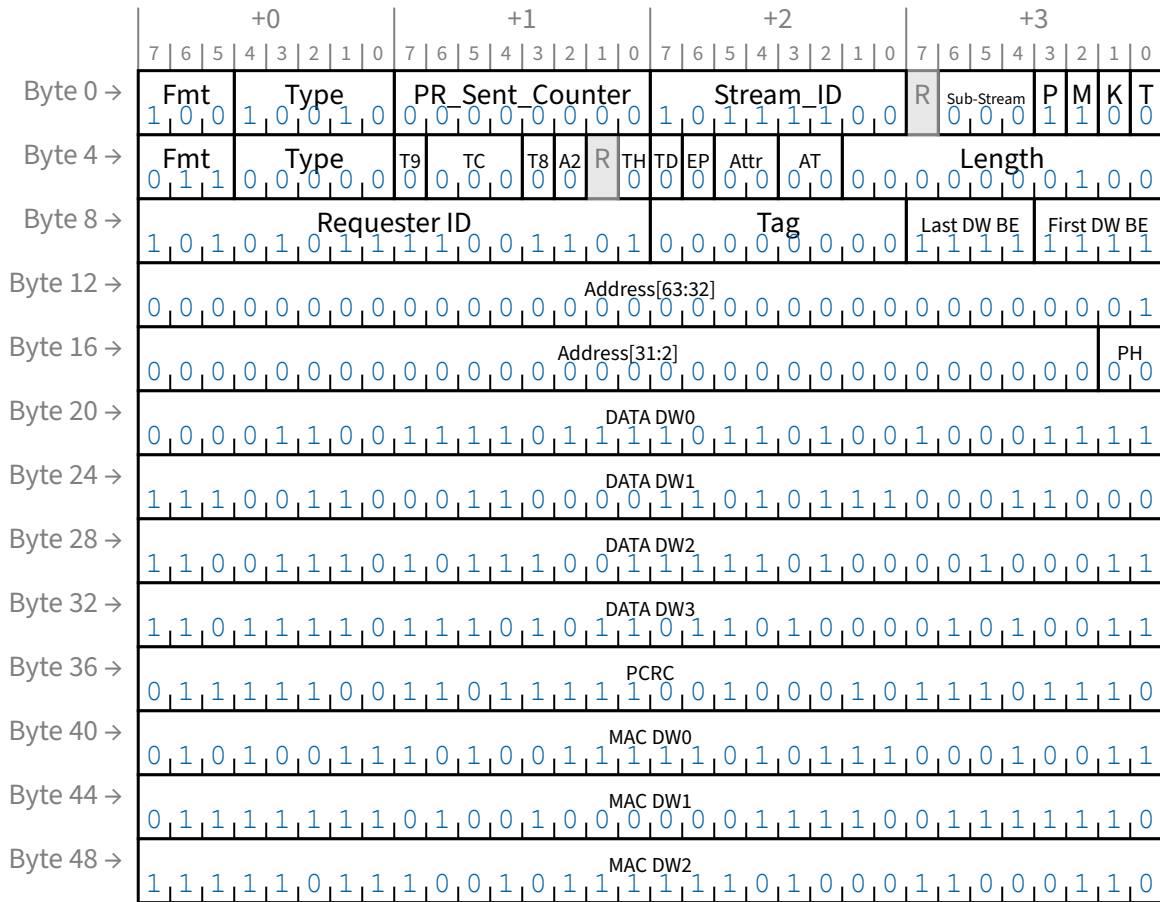 +0 +1 +2 +3
7 6 5 4 3 2 1 0 7 6 5 4 3 2 1 0 7 6 5 4 3 2 1 0 7 6 5 4 3 2 1 0
Byte 0 → Fmt Type PR_Sent_Counter Stream_ID R Sub-Stream P M K T
1 0 0 1 0 0 1 0 0 0 0 0 0 0 0 0 1 0 1 1 1 1 0 0 0 0 0 1 1 0 0
Byte 4 → Fmt Type T9 TC T8 A2 R TH TD EP Attr AT Length
0 1 1 0 0 0 0 0 0 0 0 0 0 0 0 0 0 0 0 0 0 0 0 0 0 0 0 0 1 0 0
Byte 8 → Requester ID Tag Last DW BE First DW BE
1 0 1 0 1 0 1 1 1 1 0 0 1 1 0 1 0 0 0 0 0 0 0 0 1 1 1 1 1 1 1 1
Byte 12 → Address[63:32]
0 0 0 0 0 0 0 0 0 0 0 0 0 0 0 0 0 0 0 0 0 0 0 0 0 0 0 0 0 0 0 1
Byte 16 → Address[31:2] PH
0 0 0 0 0 0 0 0 0 0 0 0 0 0 0 0 0 0 0 0 0 0 0 0 0 0 0 0 0 0 0 0
Byte 20 → DATA DW0
0 0 0 0 1 1 0 0 1 1 1 1 0 1 1 1 1 0 1 1 0 1 0 0 1 0 0 0 1 1 1 1
Byte 24 → DATA DW1
1 1 1 0 0 1 1 0 0 0 1 1 0 0 0 0 1 1 0 1 0 1 1 1 0 0 0 1 1 0 0 0
Byte 28 → DATA DW2
1 1 0 0 1 1 1 0 1 0 1 1 1 0 0 1 1 1 1 1 0 1 0 0 0 0 1 0 0 0 1 1
Byte 32 → DATA DW3
1 1 0 1 1 1 1 0 1 1 1 0 1 0 1 1 0 1 1 0 1 0 0 0 0 1 0 1 0 0 1 1
Byte 36 → PCRC
0 1 1 1 1 1 0 0 1 1 0 1 1 1 1 1 0 0 1 0 0 0 1 0 1 1 1 0 1 1 1 0
Byte 40 → MAC DW0
0 1 0 1 0 0 1 1 1 0 1 0 0 1 1 1 1 1 0 1 0 1 1 1 0 0 0 1 0 0 1 1
Byte 44 → MAC DW1
0 1 1 1 1 1 1 1 0 1 0 0 1 0 0 0 0 0 0 1 1 1 1 0 0 1 1 1 1 1 1 0
Byte 48 → MAC DW2
1 1 1 1 1 0 1 1 1 0 0 1 0 1 1 1 1 1 1 0 1 0 0 0 1 1 0 0 0 1 1 0